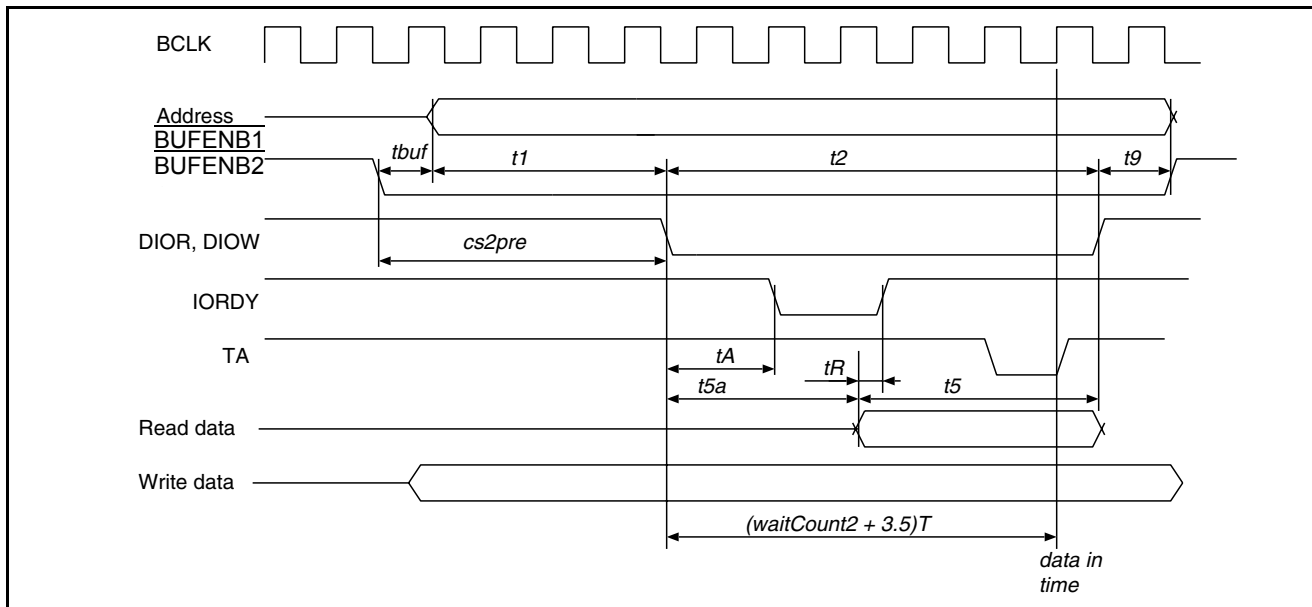 BCLK
Address
BUFENB1
tbuf t1 t2 t9
BUFENB2
DIOR, DIOW
cs2pre
IORDY
TA
tA
tR
t5a t5
Read data
Write data
(waitCount2 + 3.5)T
data in
time